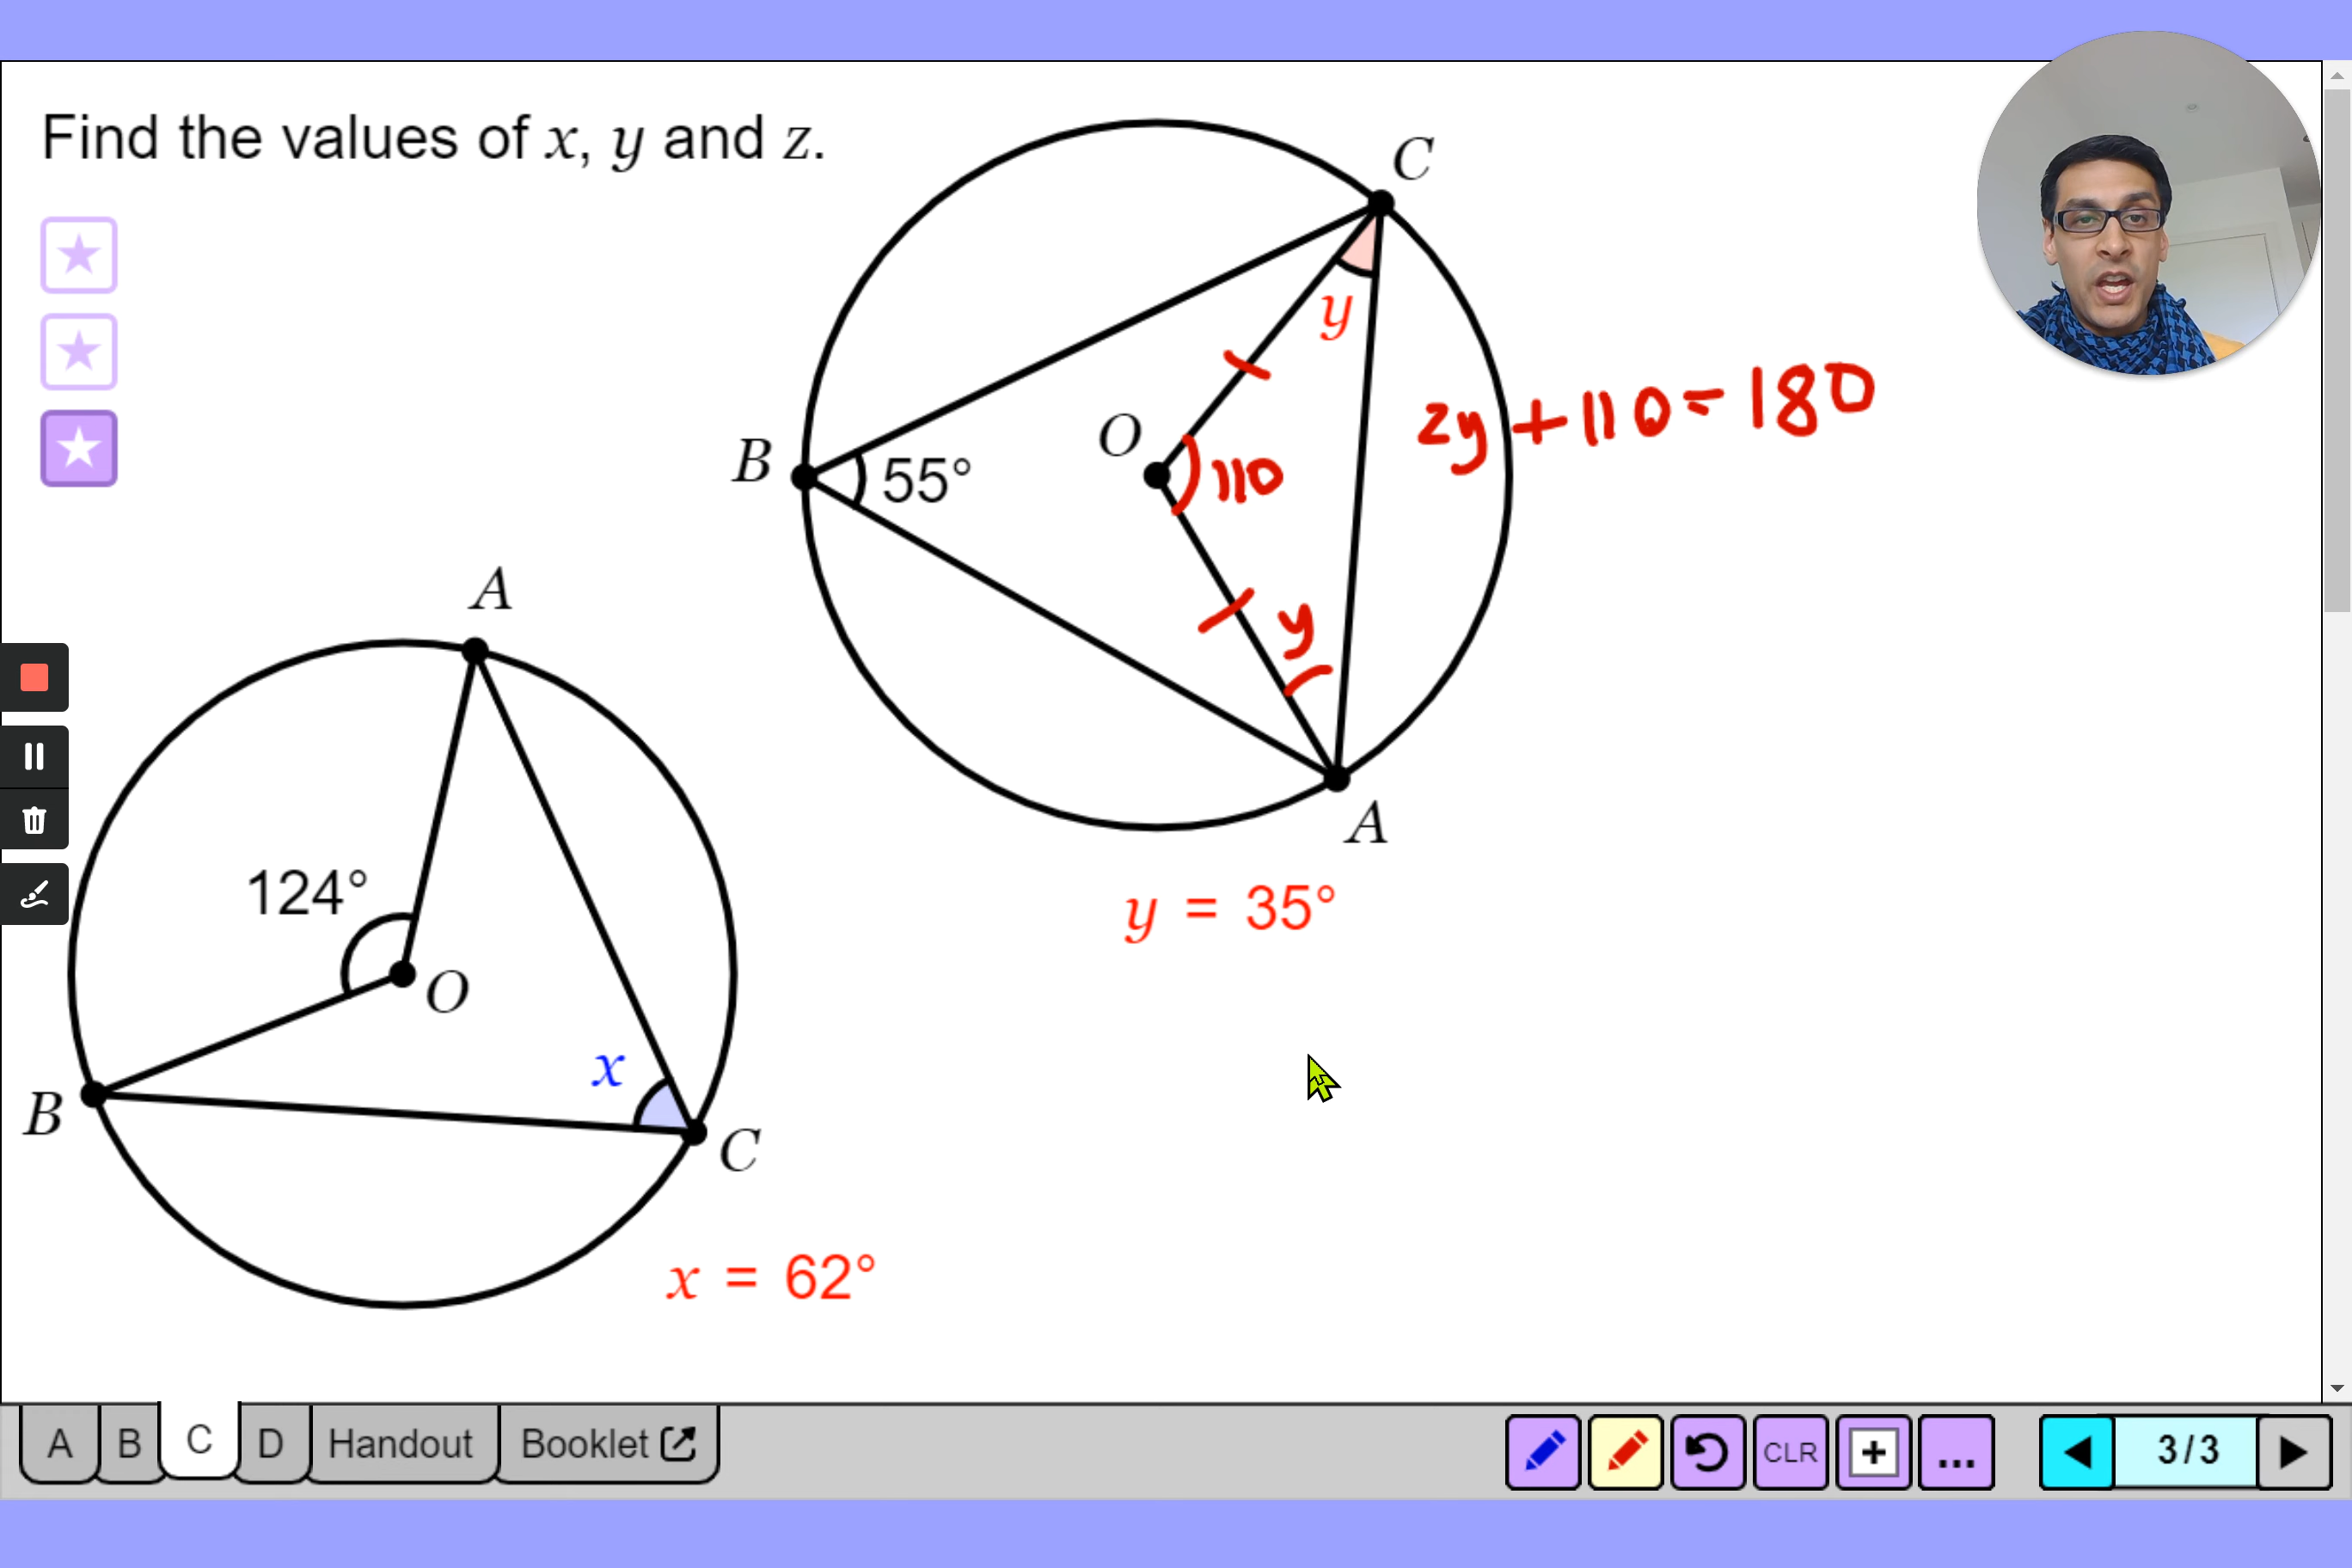 Find the values of x, y and z.
C
y
2y + 110 = 180
O
110
B
55°
y
A
y = 35°
A
124°
O
x
B
C
x = 62°
A B C D Handout Booklet
CLR + ... 3/3